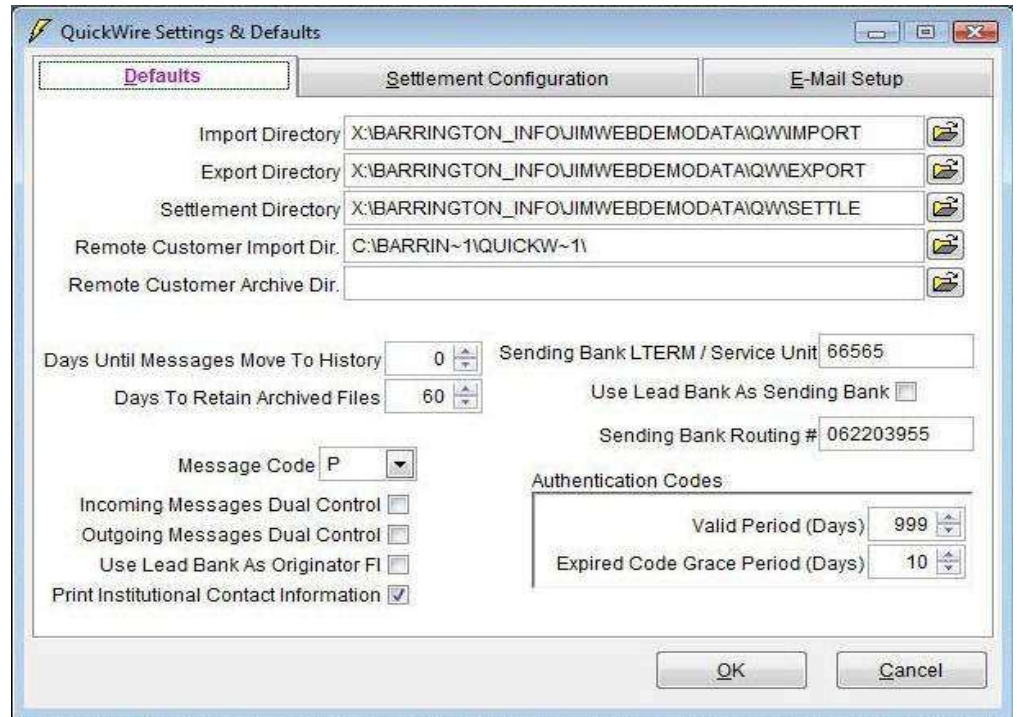 QuickWire Settings & Defaults
Defaults
Settlement Configuration
E-Mail Setup
Import Directory X:\BARRINGTON_INFO\JIMWEBDEMODATA\QW\IMPORT
Export Directory X:\BARRINGTON_INFO\JIMWEBDEMODATA\QW\EXPORT
Settlement Directory X:\BARRINGTON_INFO\JIMWEBDEMODATA\QW\SETTLE
Remote Customer Import Dir. C:\BARRIN~1\QUICKW~1\
Remote Customer Archive Dir.
Days Until Messages Move To History 0
Days To Retain Archived Files 60
Sending Bank LTERM / Service Unit 66565
Use Lead Bank As Sending Bank
Sending Bank Routing # 062203955
Message Code P
Incoming Messages Dual Control
Outgoing Messages Dual Control
Use Lead Bank As Originator FI
Print Institutional Contact Information
Authentication Codes
Valid Period (Days) 999
Expired Code Grace Period (Days) 10
OK
Cancel